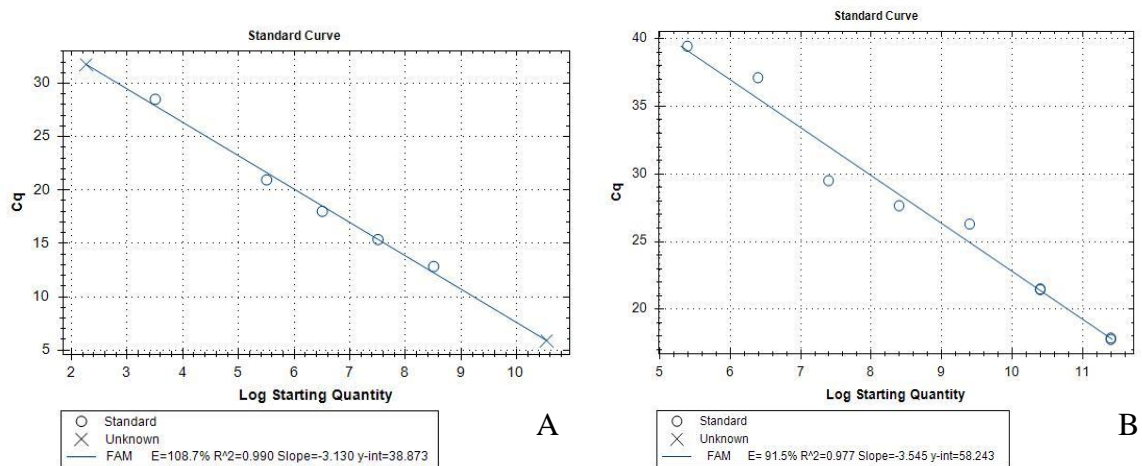 Standard Curve
Cq
30
25
20
15
10
5
2 3 4 5 6 7 8 9 10
Log Starting Quantity
Standard
Unknown
FAM E=108.7% R^2=0.990 Slope=-3.130 y-int=38.873
A
Standard Curve
Cq
40
35
30
25
20
5 6 7 8 9 10 11
Log Starting Quantity
Standard
Unknown
FAM E= 91.5% R^2=0.977 Slope=-3.545 y-int=58.243
B